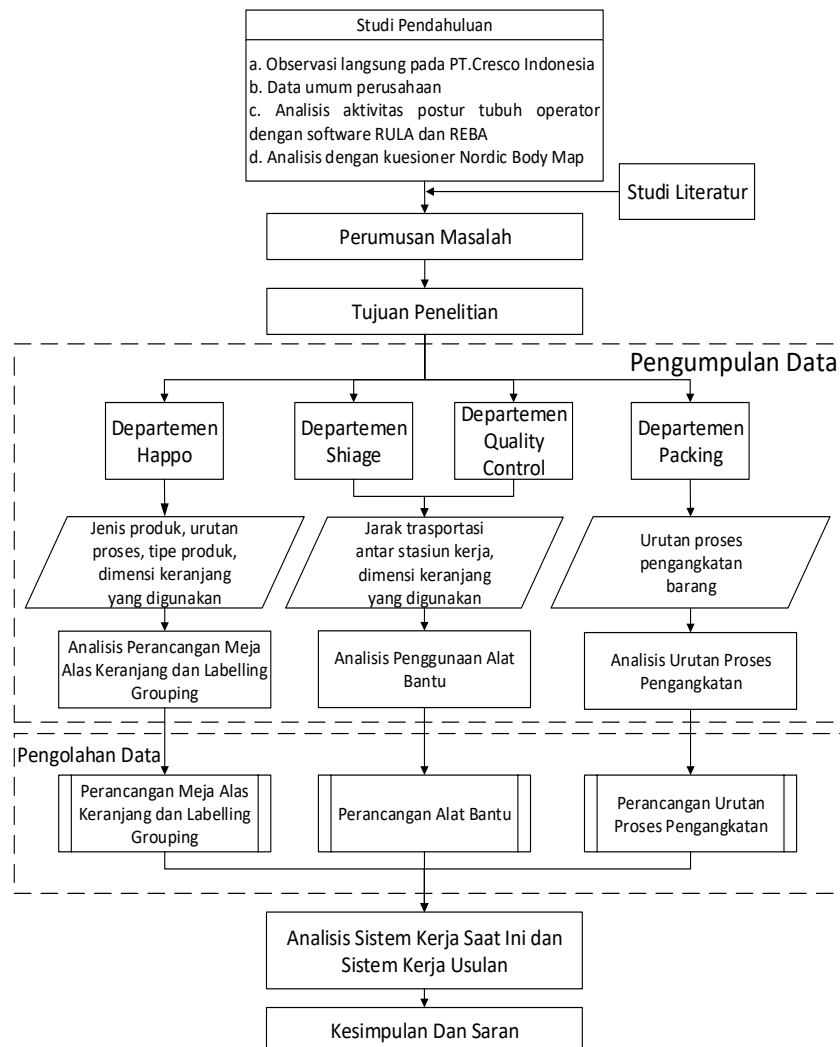 Studi Pendahuluan
a. Observasi langsung pada PT.Cresco Indonesia
b. Data umum perusahaan
c. Analisis aktivitas postur tubuh operator
dengan software RULA dan REBA
d. Analisis dengan kuesioner Nordic Body Map
Studi Literatur
Perumusan Masalah
Tujuan Penelitian
Pengumpulan Data
Departemen
Happo
Departemen
Shiage
Departemen
Quality
Control
Departemen
Packing
Jenis produk, urutan
proses, tipe produk,
dimensi keranjang
yang digunakan
Jarak trasportasi
antar stasiun kerja,
dimensi keranjang
yang digunakan
Urutan proses
pengangkatan
barang
Analisis Perancangan Meja
Alas Keranjang dan Labelling
Grouping
Analisis Penggunaan Alat
Bantu
Analisis Urutan Proses
Pengangkatan
Pengolahan Data
Perancangan Meja Alas
Keranjang dan Labelling
Grouping
Perancangan Alat Bantu
Perancangan Urutan
Proses Pengangkatan
Analisis Sistem Kerja Saat Ini dan
Sistem Kerja Usulan
Kesimpulan Dan Saran